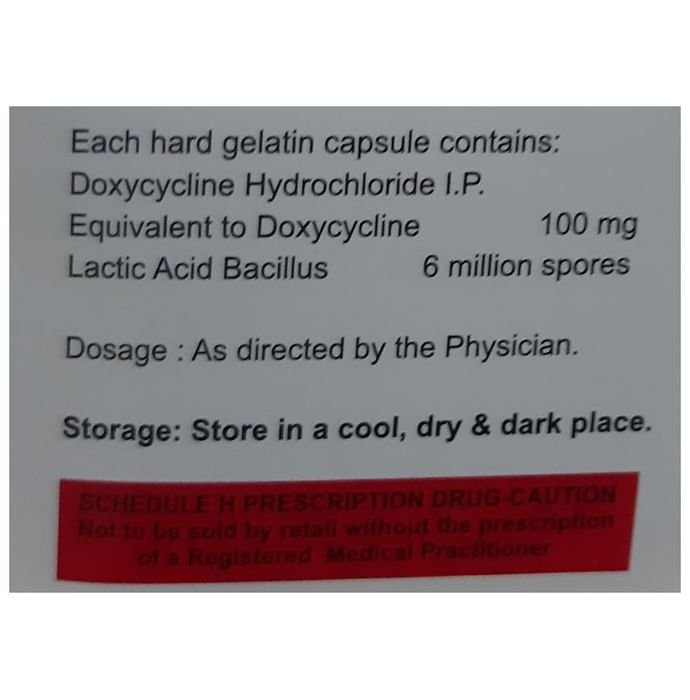 Each hard gelatin capsule contains:
Doxycycline Hydrochloride I.P.
Equivalent to Doxycycline 100 mg
Lactic Acid Bacillus 6 million spores
Dosage : As directed by the Physician.
Storage: Store in a cool, dry & dark place.
SCHEDULE H PRESCRIPTION DRUG-CAUTION
Not to be sold by retail without the prescription
of a Registered Medical Practitioner